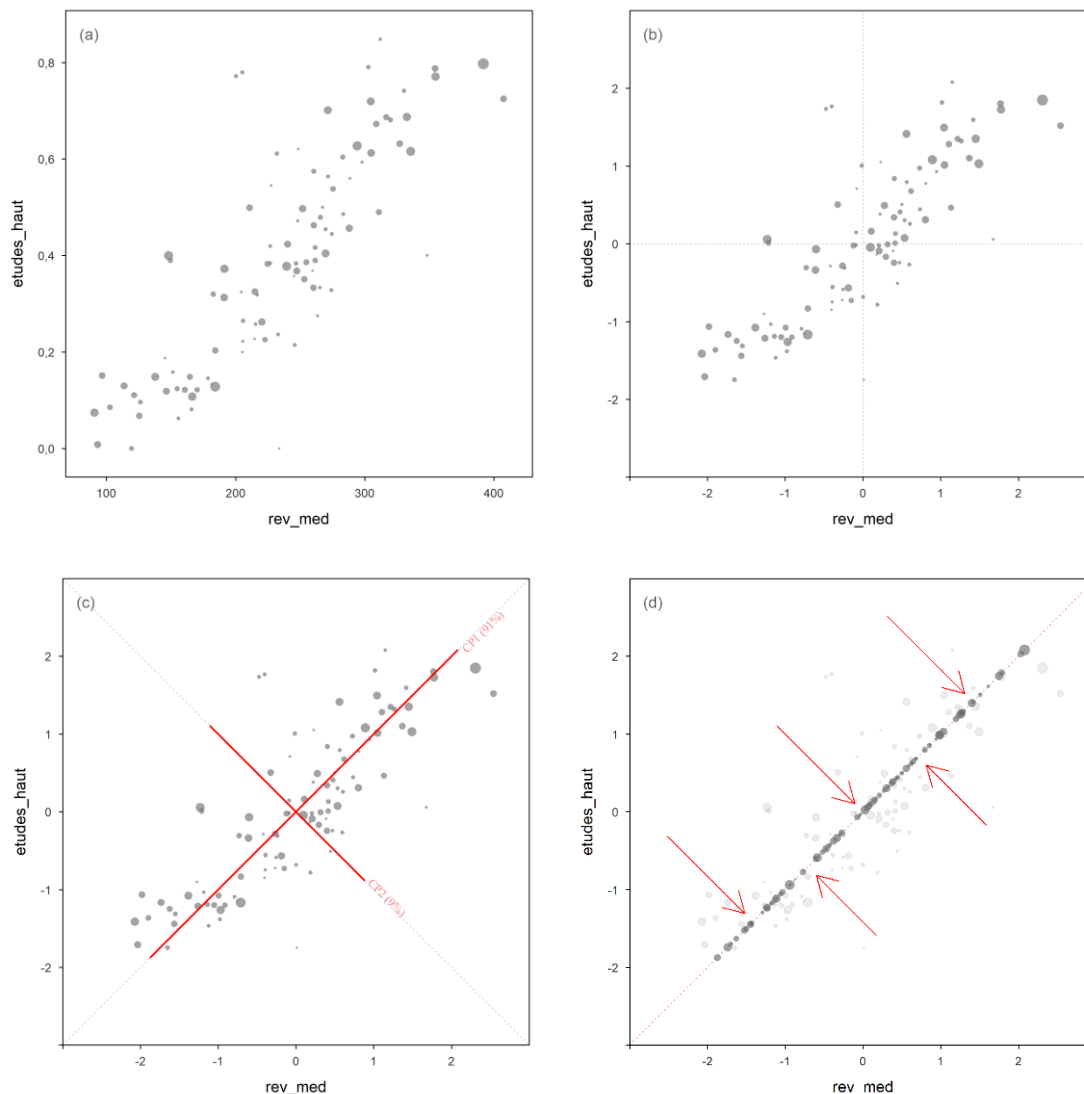 (a)
0,8
0,6
0,4
0,2
0,0
etudes_haut
100 200 300 400
rev_med
(b)
2
1
0
-1
-2
etudes_haut
-2 -1 0 1 2
rev_med
(c)
CP1 (91%)
CP2 (9%)
2
1
0
-1
-2
etudes_haut
-2 -1 0 1 2
rev_med
(d)
2
1
0
-1
-2
etudes_haut
-2 -1 0 1 2
rev_med